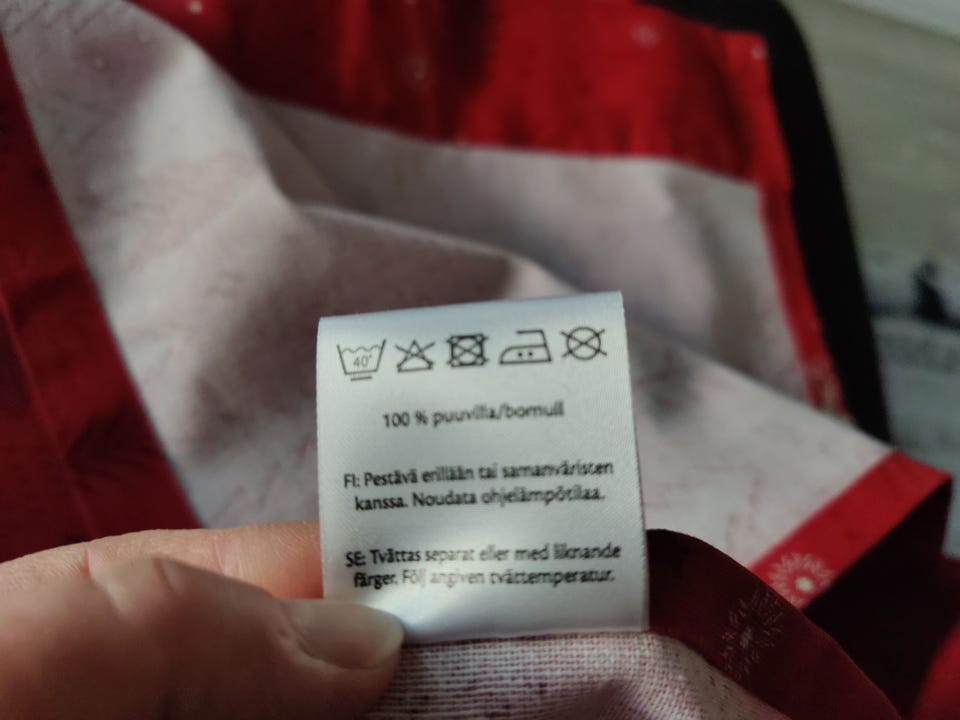 40°
100 % puuvilla/bomull
FI: Pestävä erillään tai samanväristen
kanssa. Noudata ohjelämpötilaa.
SE: Tvättas separat eller med liknande
färger. Följ angiven tvättemperatur.